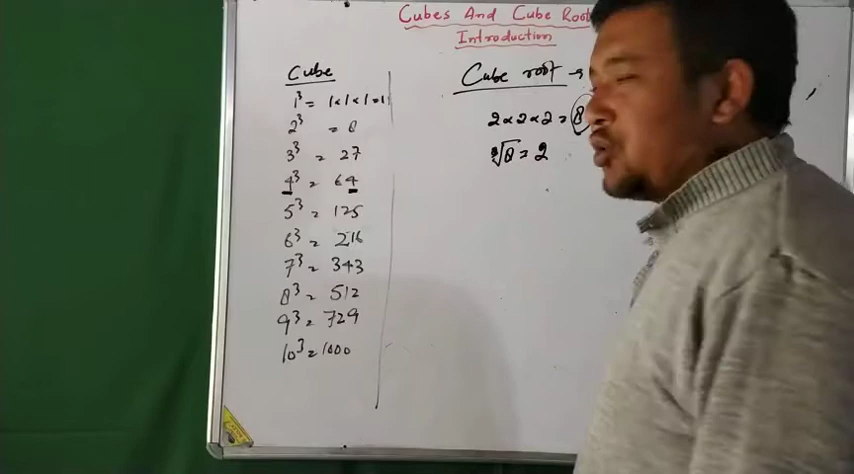 Cubes And Cube Root
Introduction
Cube
1³ = 1×1×1=1
2³ = 8
3³ = 27
4³ = 64
5³ = 125
6³ = 216
7³ = 343
8³ = 512
9³ = 729
10³ = 1000
Cube root →
2×2×2 = 8
∛8 = 2